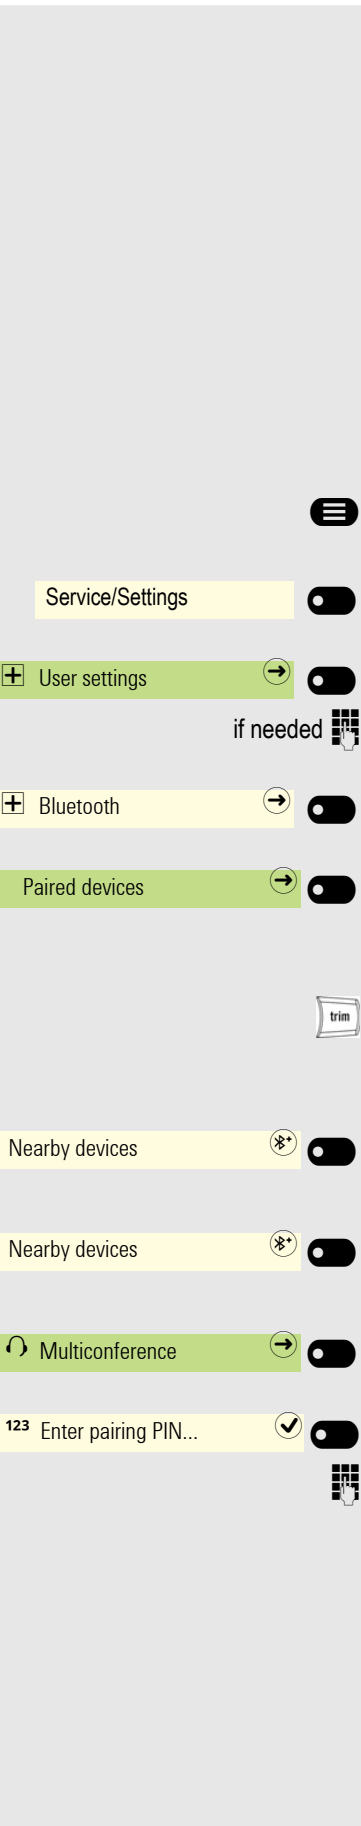 Service/Settings
User settings
if needed
Bluetooth
Paired devices
trim
Nearby devices
Nearby devices
Multiconference
123 Enter pairing PIN...